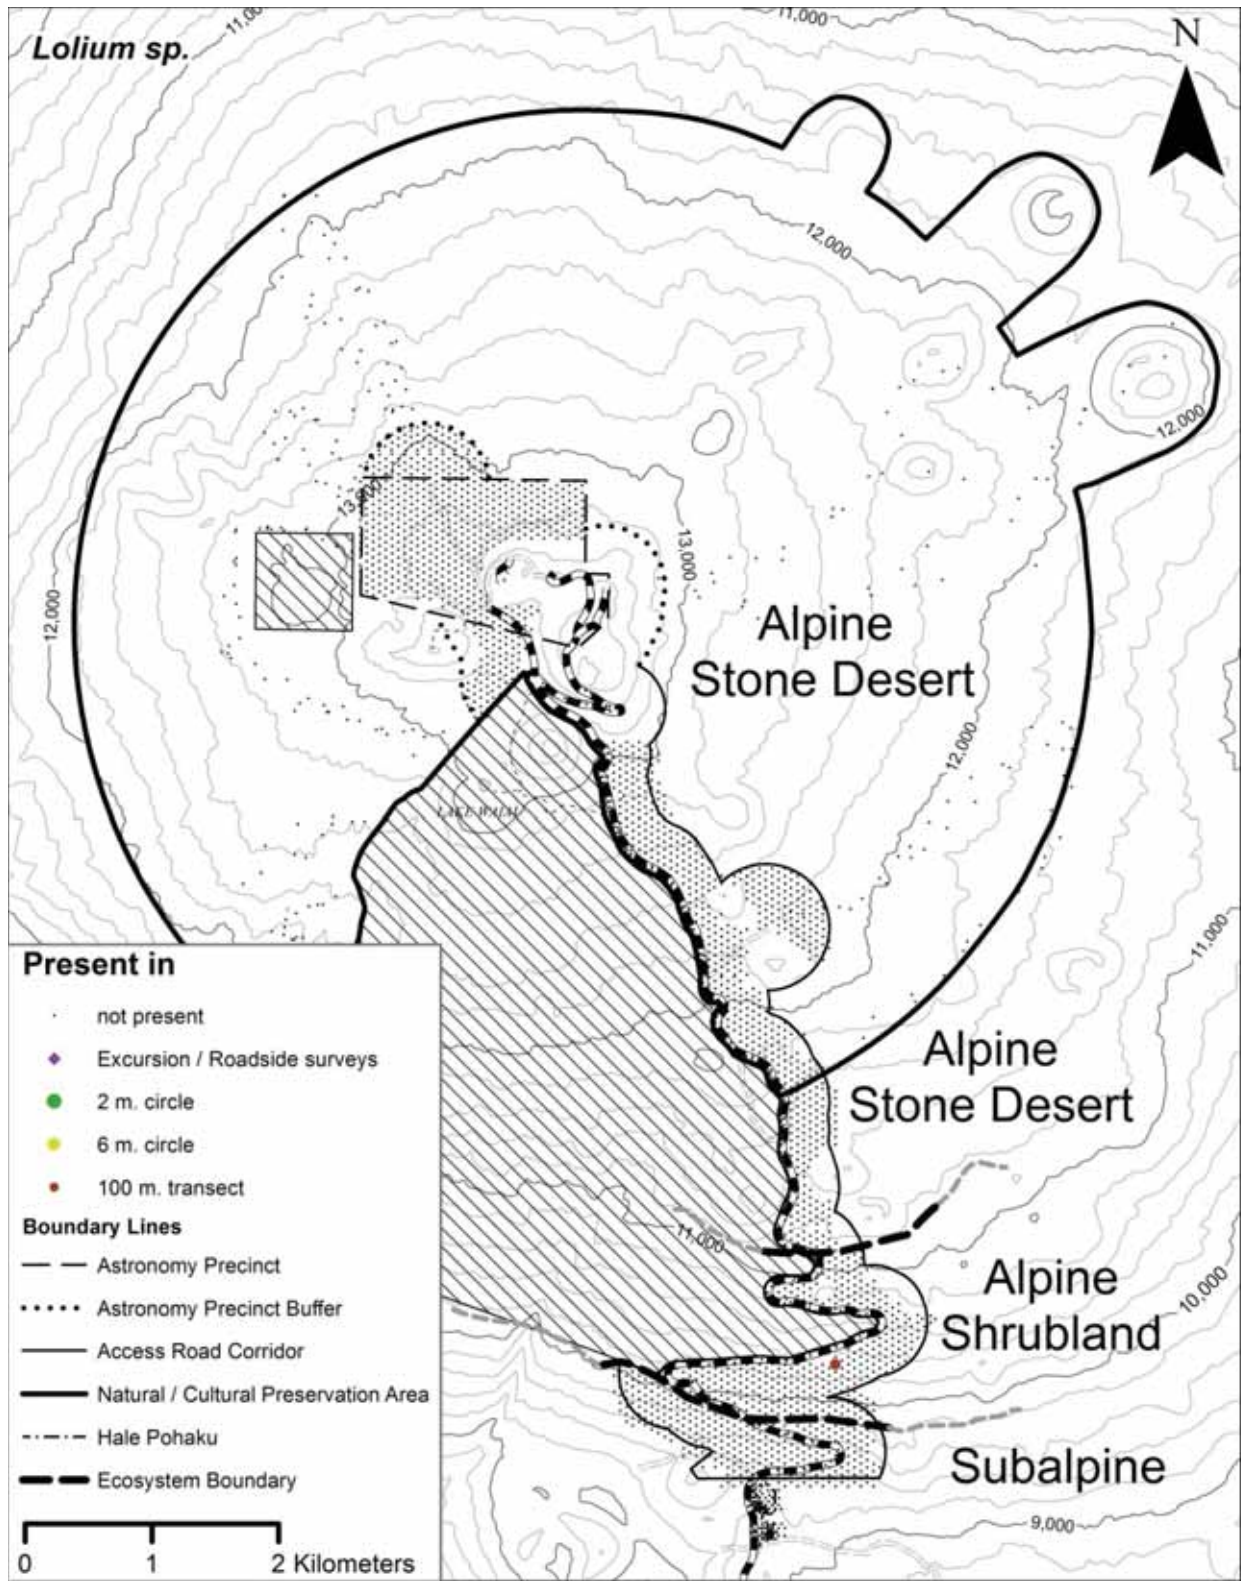 Lolium sp.
11,000
11,000
N
12,000
12,000
13,000
13,000
12,000
Alpine
Stone Desert
12,000
LAKE WAIAU
11,000
Present in
not present
Excursion / Roadside surveys
2 m. circle
6 m. circle
100 m. transect
Boundary Lines
Astronomy Precinct
Astronomy Precinct Buffer
Access Road Corridor
Natural / Cultural Preservation Area
Hale Pohaku
Ecosystem Boundary
0 1 2 Kilometers
Alpine
Stone Desert
11,000
Alpine
Shrubland
10,000
Subalpine
9,000